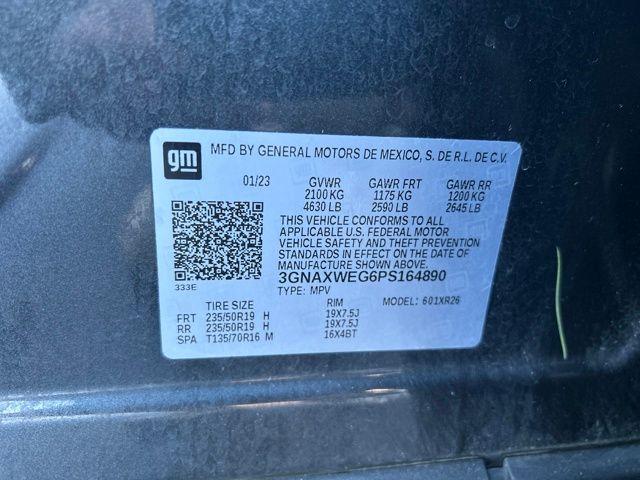 gm
MFD BY GENERAL MOTORS DE MEXICO, S. DE R.L. DE C.V.
01/23 GVWR GAWR FRT GAWR RR
2100 KG 1175 KG 1200 KG
4630 LB 2590 LB 2645 LB
THIS VEHICLE CONFORMS TO ALL
APPLICABLE U.S. FEDERAL MOTOR
VEHICLE SAFETY AND THEFT PREVENTION
STANDARDS IN EFFECT ON THE DATE OF
MANUFACTURE SHOWN ABOVE.
333E 3GNAXWEG6PS164890
TYPE: MPV MODEL: 601XR26
TIRE SIZE RIM
FRT 235/50R19 H 19X7.5J
RR 235/50R19 H 19X7.5J
SPA T135/70R16 M 16X4BT